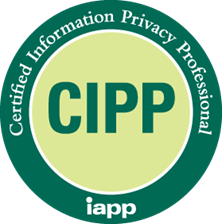 Certified Information Privacy Professional
CIPP
iapp